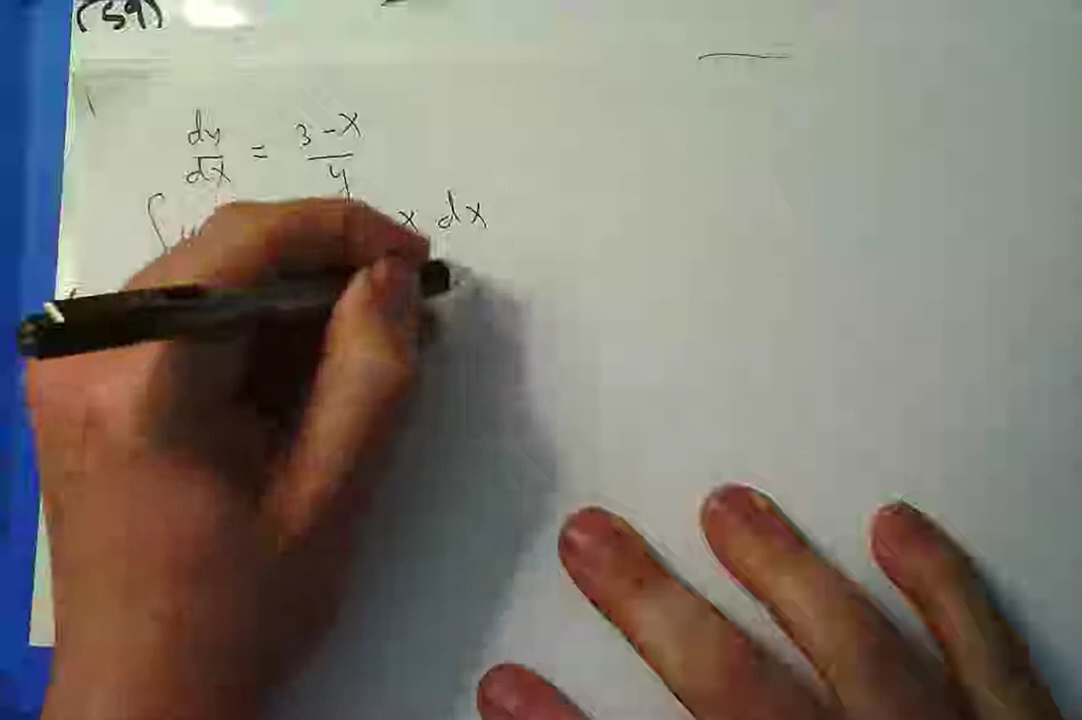 (59)
dy/dx = 3-x/y
∫ y x dx